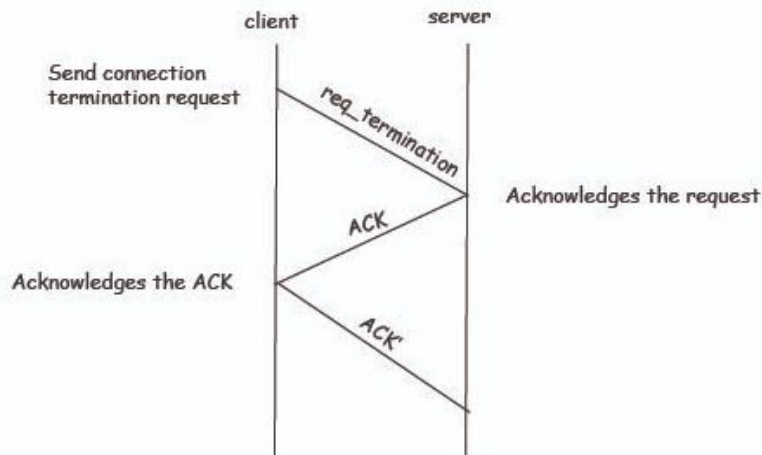 client
server
Send connection
termination request
req_termination
Acknowledges the request
ACK
Acknowledges the ACK
ACK'